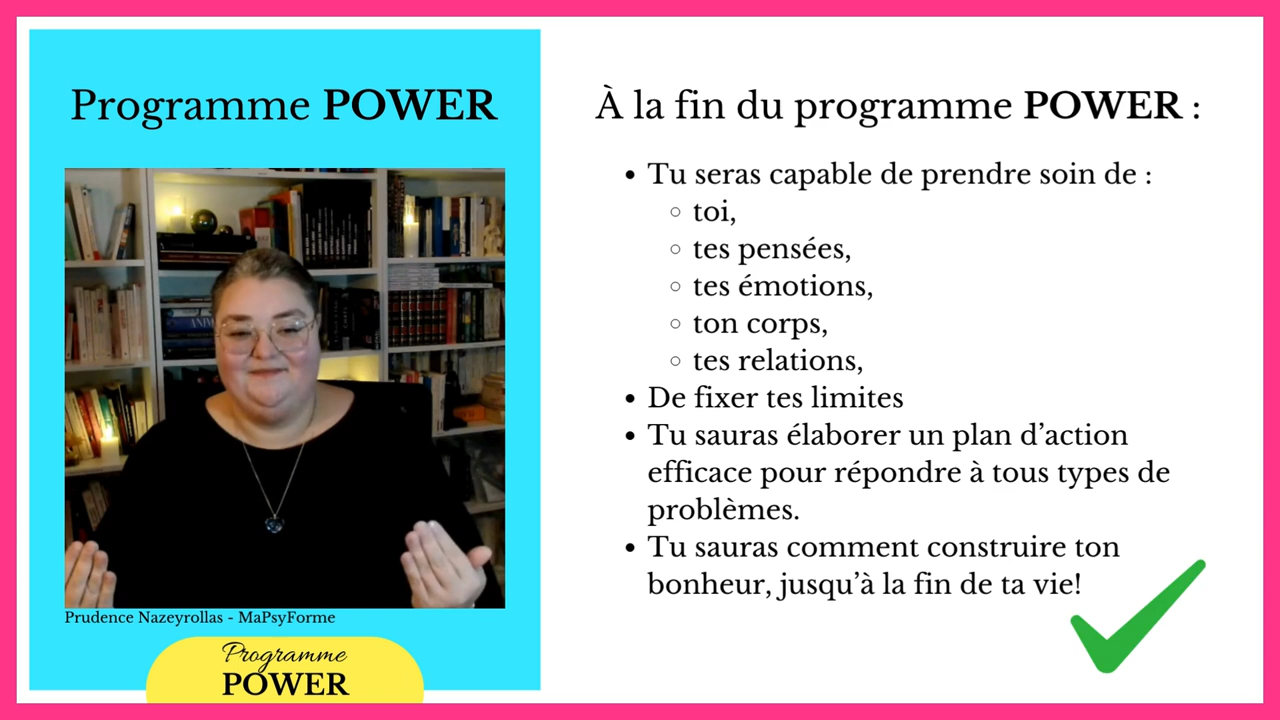 Programme POWER
Prudence Nazeyrollas - MaPsyForme
Programme
POWER
À la fin du programme POWER :
• Tu seras capable de prendre soin de :
◦ toi,
◦ tes pensées,
◦ tes émotions,
◦ ton corps,
◦ tes relations,
• De fixer tes limites
• Tu sauras élaborer un plan d’action
efficace pour répondre à tous types de
problèmes.
• Tu sauras comment construire ton
bonheur, jusqu’à la fin de ta vie!